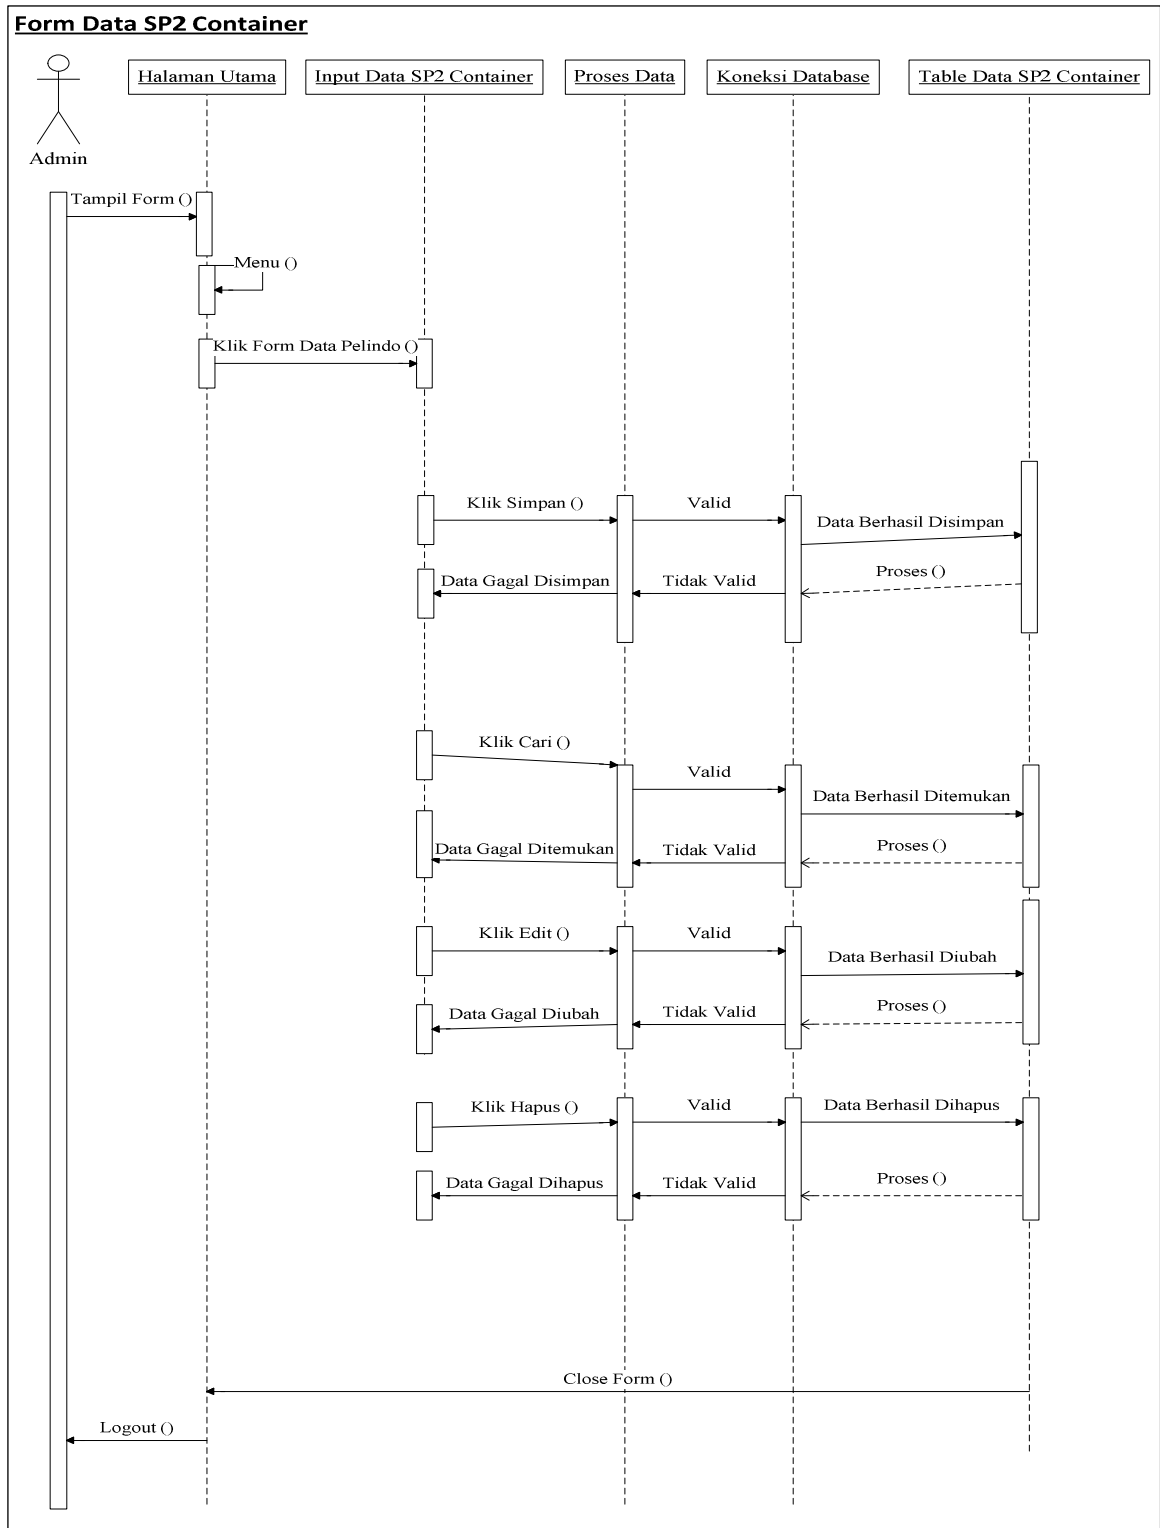 Form Data SP2 Container
Halaman Utama
Input Data SP2 Container
Proses Data
Koneksi Database
Table Data SP2 Container
Admin
Tampil Form ()
Menu ()
Klik Form Data Pelindo ()
Klik Simpan ()
Valid
Data Berhasil Disimpan
Data Gagal Disimpan
Tidak Valid
Proses ()
Klik Cari ()
Valid
Data Berhasil Ditemukan
Data Gagal Ditemukan
Tidak Valid
Proses ()
Klik Edit ()
Valid
Data Berhasil Diubah
Data Gagal Diubah
Tidak Valid
Proses ()
Klik Hapus ()
Valid
Data Berhasil Dihapus
Data Gagal Dihapus
Tidak Valid
Proses ()
Close Form ()
Logout ()